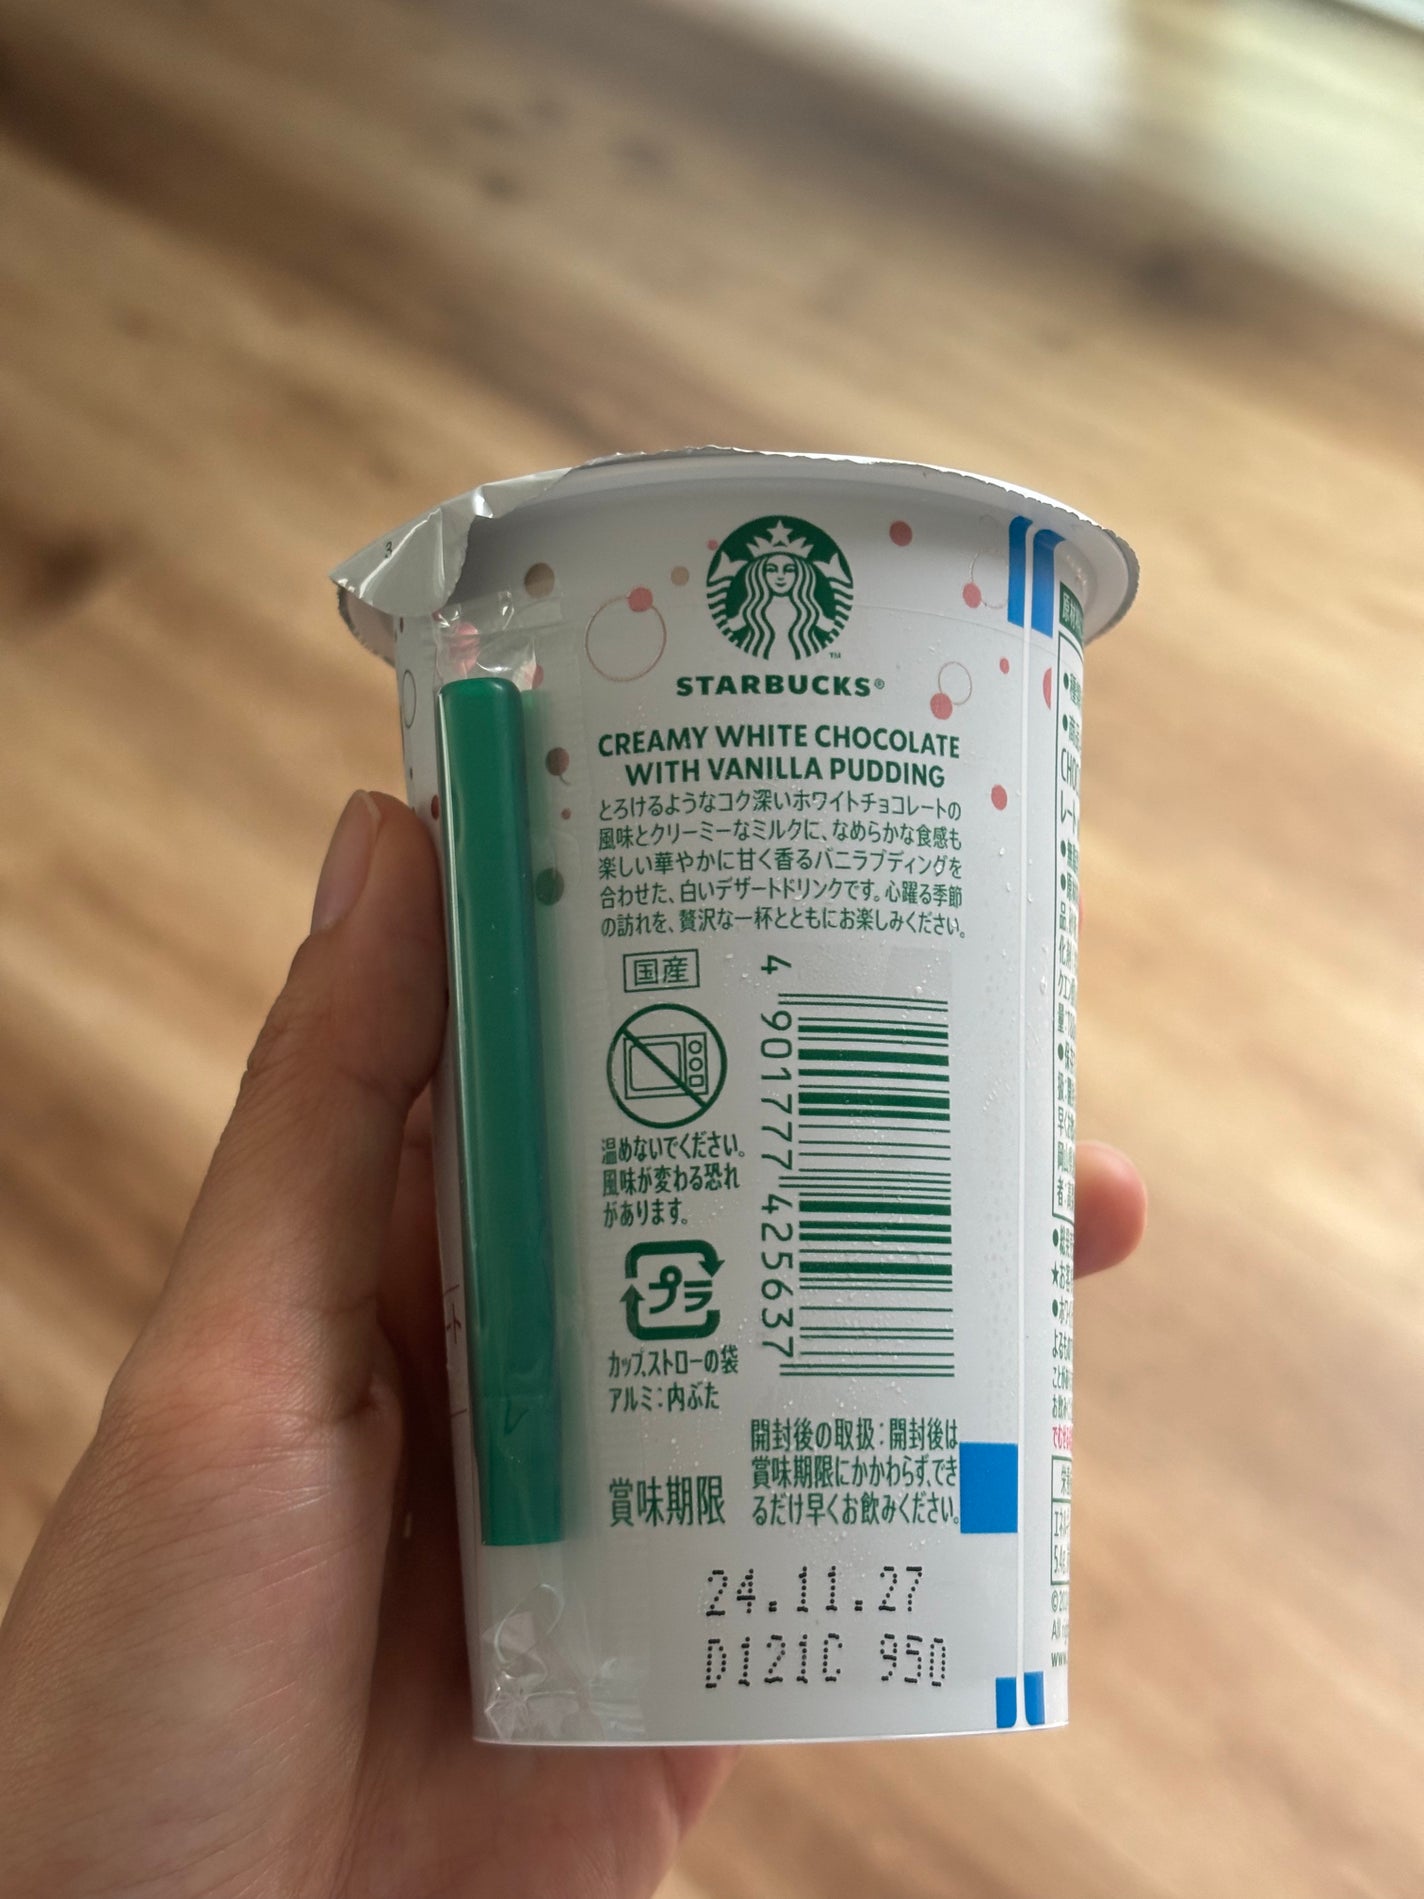 STARBUCKS®
CREAMY WHITE CHOCOLATE
WITH VANILLA PUDDING
とろけるようなコク深いホワイトチョコレートの
風味とクリーミーなミルクに、なめらかな食感も
楽しい華やかに甘く香るバニラプディングを
合わせた、白いデザートドリンクです。心躍る季節
の訪れを、贅沢な一杯とともにお楽しみください。
国産
4 901777 425637
温めないでください。
風味が変わる恐れ
があります。
プラ
カップ、ストローの袋
アルミ:内ぶた
開封後の取扱:開封後は
賞味期限にかかわらず、でき
るだけ早くお飲みください。
賞味期限
24.11.27
D121C 950